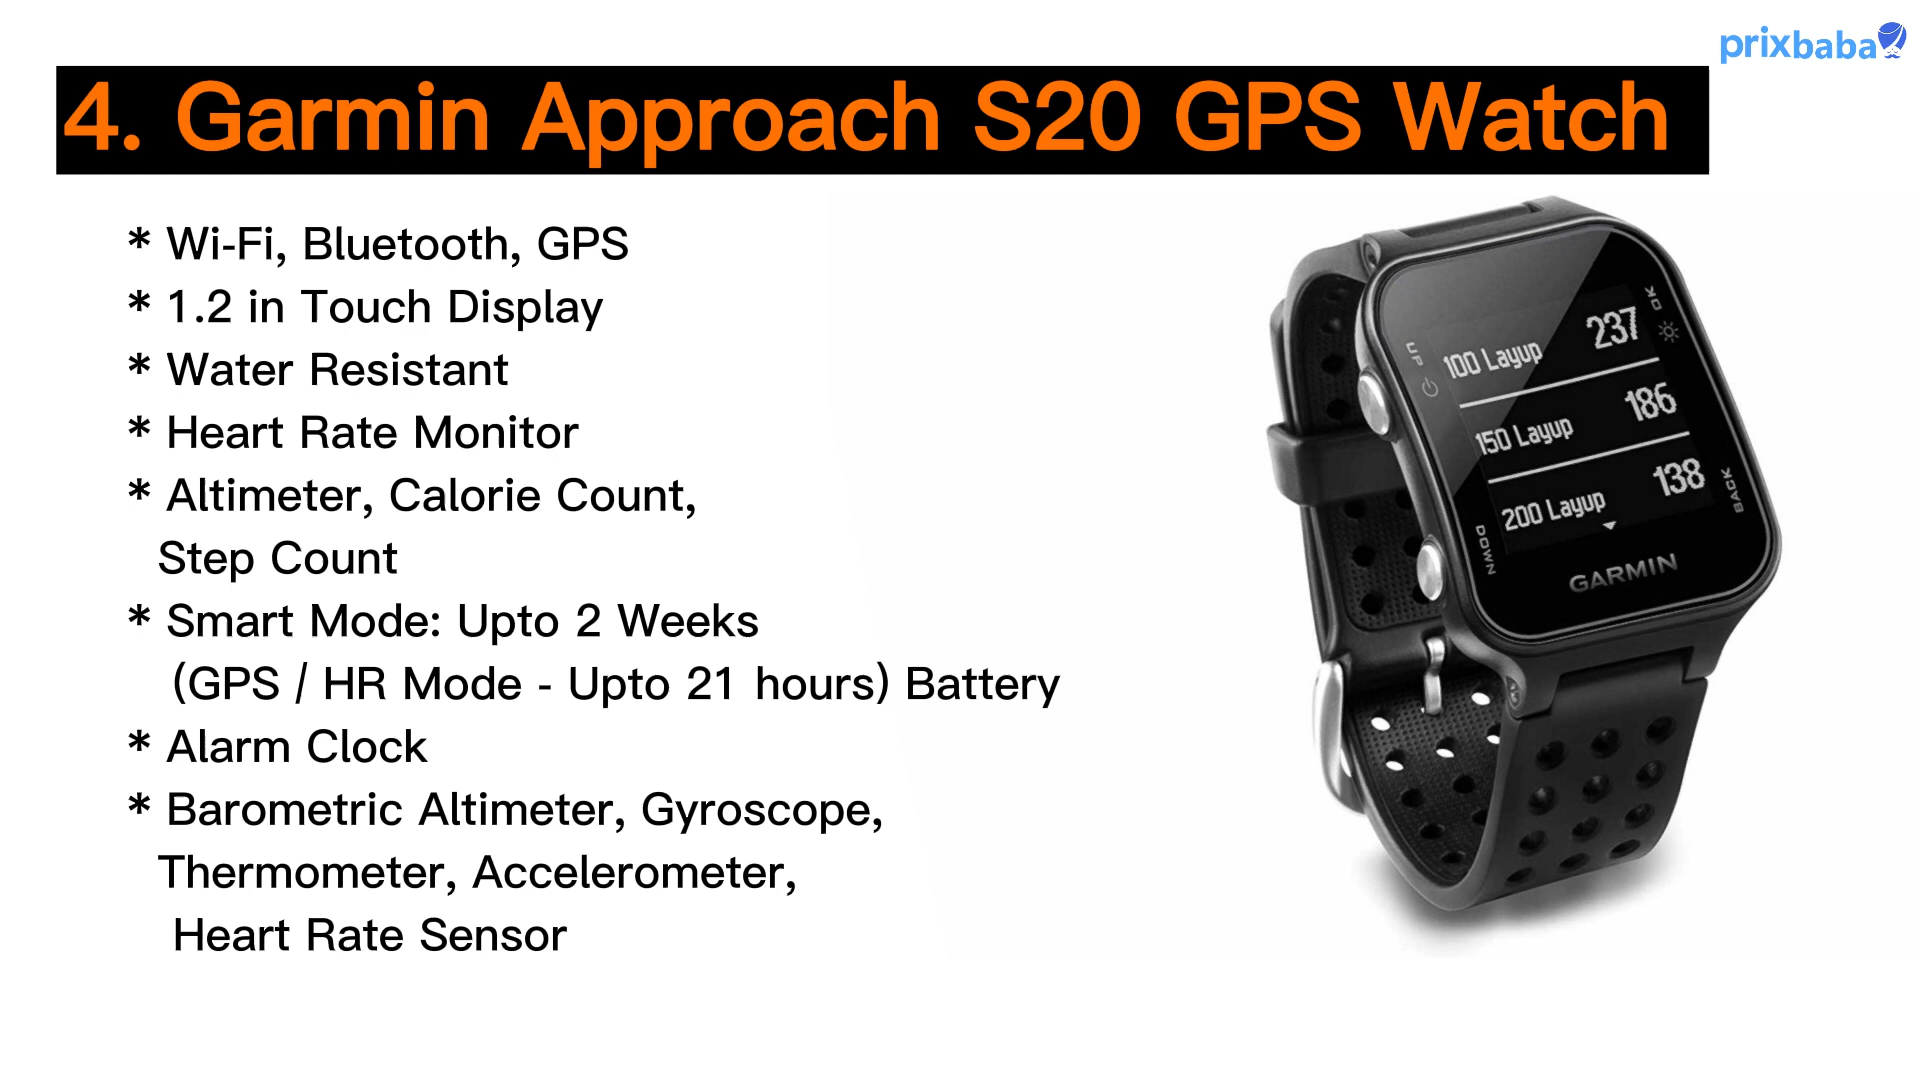 prixbaba
4. Garmin Approach S20 GPS Watch
* Wi-Fi, Bluetooth, GPS
* 1.2 in Touch Display
* Water Resistant
* Heart Rate Monitor
* Altimeter, Calorie Count,
Step Count
* Smart Mode: Upto 2 Weeks
(GPS / HR Mode - Upto 21 hours) Battery
* Alarm Clock
* Barometric Altimeter, Gyroscope,
Thermometer, Accelerometer,
Heart Rate Sensor
UP
OK
100 Layup 237
150 Layup 186
200 Layup 138
DOWN
BACK
GARMIN